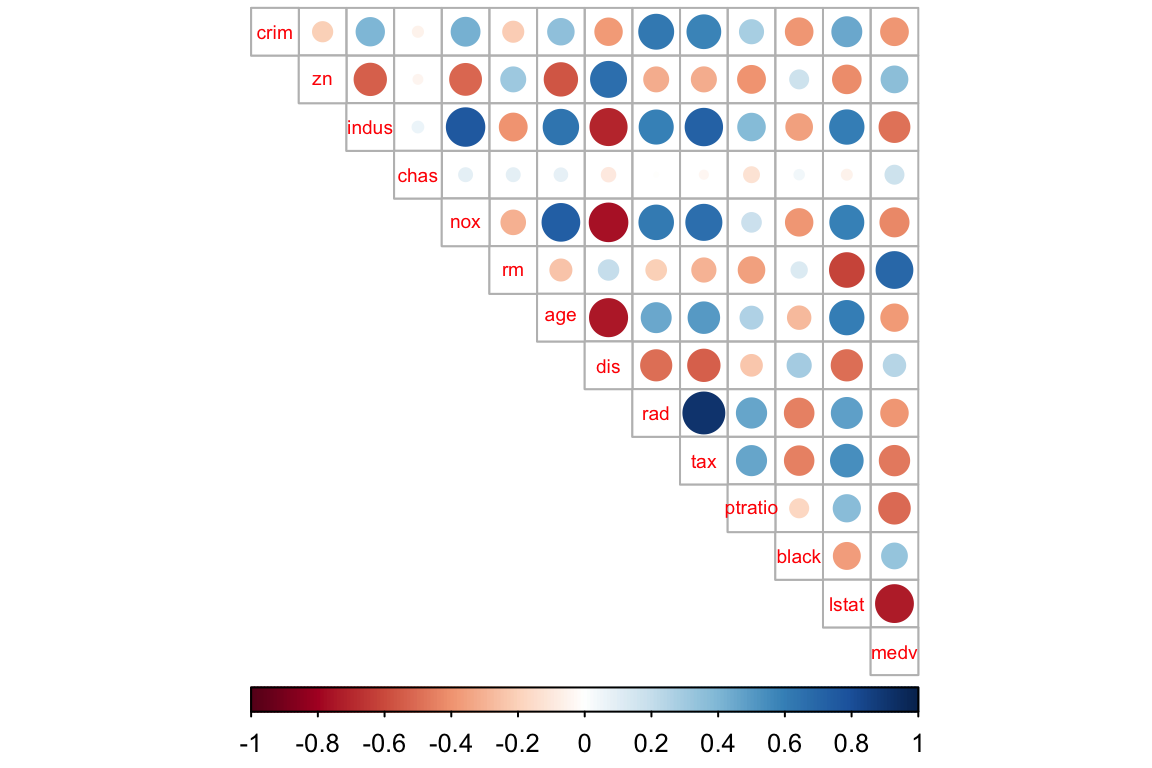 crim
zn
indus
chas
nox
rm
age
dis
rad
tax
ptratio
black
lstat
medv
-1 -0.8 -0.6 -0.4 -0.2 0 0.2 0.4 0.6 0.8 1